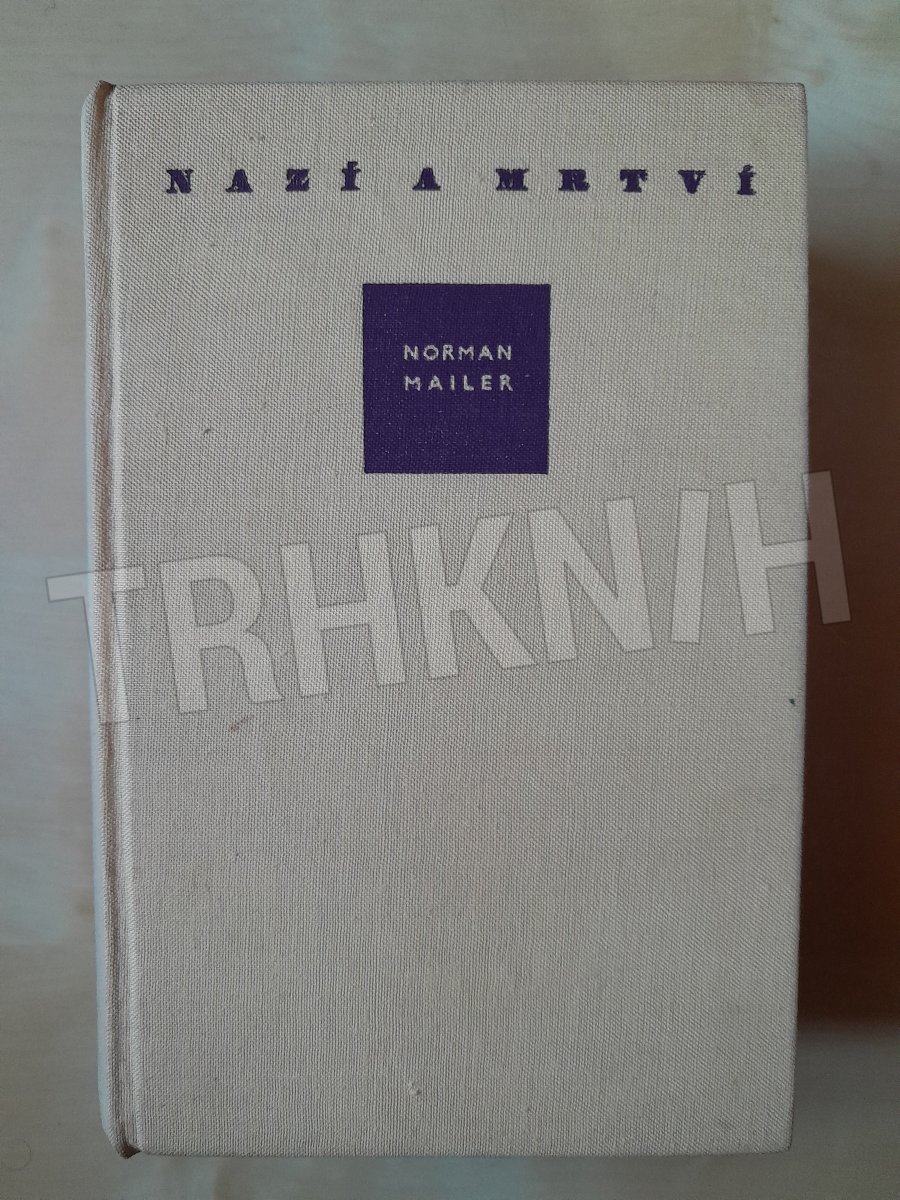 NAZÍ A MRTVÍ
NORMAN
MAILER
TRHKNIH